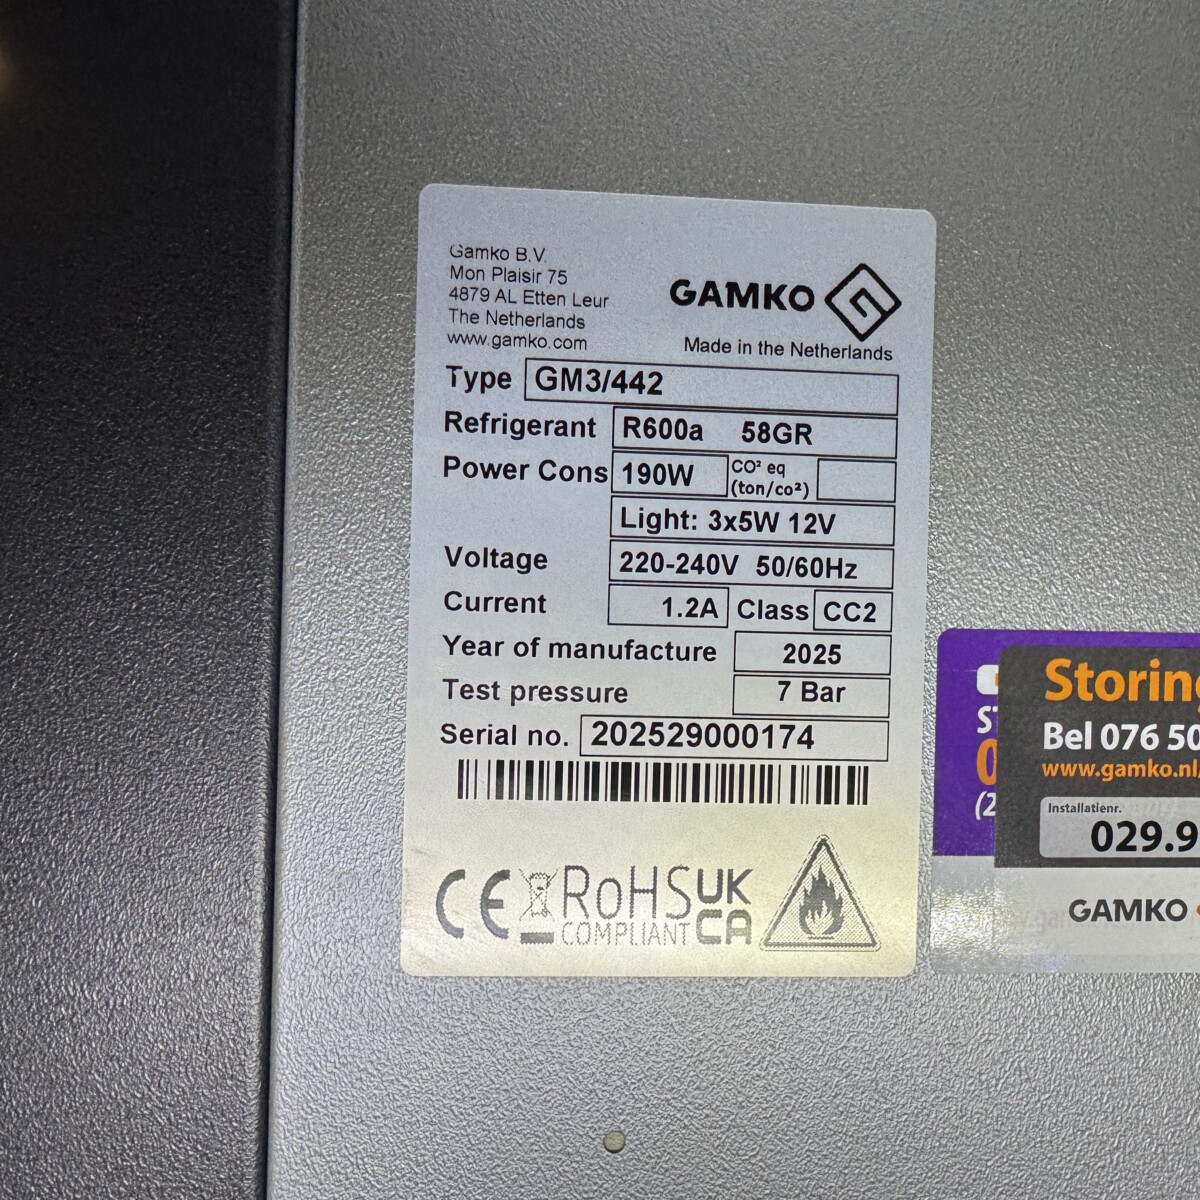 Gamko B.V.
Mon Plaisir 75
4879 AL Etten Leur
The Netherlands
www.gamko.com
GAMKO
Made in the Netherlands
Type GM3/442
Refrigerant R600a 58GR
Power Cons 190W CO² eq (ton/co²)
Light: 3x5W 12V
Voltage 220-240V 50/60Hz
Current 1.2A Class CC2
Year of manufacture 2025
Test pressure 7 Bar
Serial no. 202529000174
CE RoHS COMPLIANT UK CA
Storing
Bel 076 50
www.gamko.nl/
Installatienr.
029.9
GAMKO
ST
0
(2